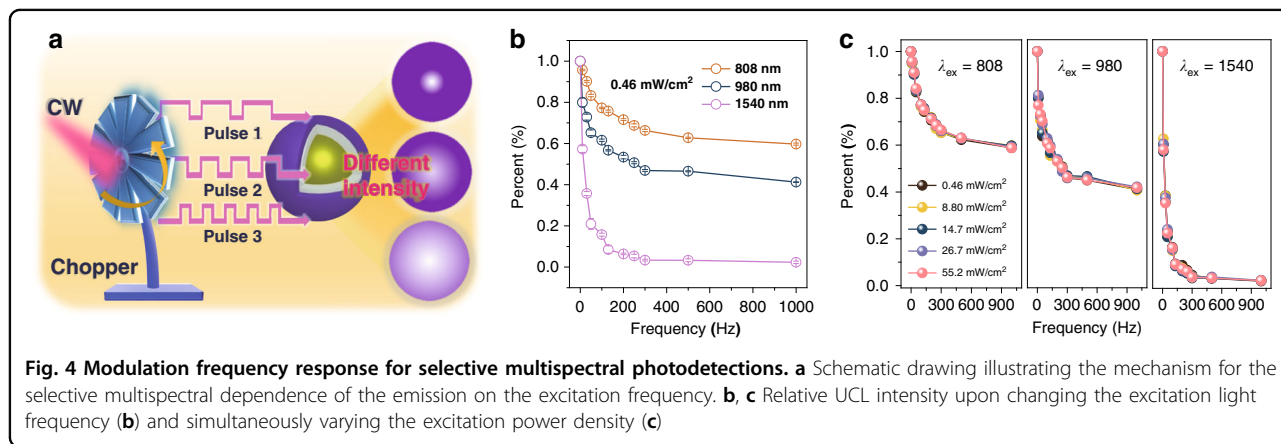 a
CW
Pulse 1
Pulse 2
Pulse 3
Chopper
Different
intensity
b
1.0
0.8
0.6
0.4
0.2
0.0
Percent (%)
0.46 mW/cm²
808 nm
980 nm
1540 nm
0 200 400 600 800 1000
Frequency (Hz)
c
1.0
0.8
0.6
0.4
0.2
0.0
Percent (%)
λex = 808
λex = 980
λex = 1540
0.46 mW/cm²
8.80 mW/cm²
14.7 mW/cm²
26.7 mW/cm²
55.2 mW/cm²
0 300 600 900 0 300 600 900 0 300 600 900
Frequency (Hz)
Fig. 4 Modulation frequency response for selective multispectral photodetections. a Schematic drawing illustrating the mechanism for the
selective multispectral dependence of the emission on the excitation frequency. b, c Relative UCL intensity upon changing the excitation light
frequency (b) and simultaneously varying the excitation power density (c)